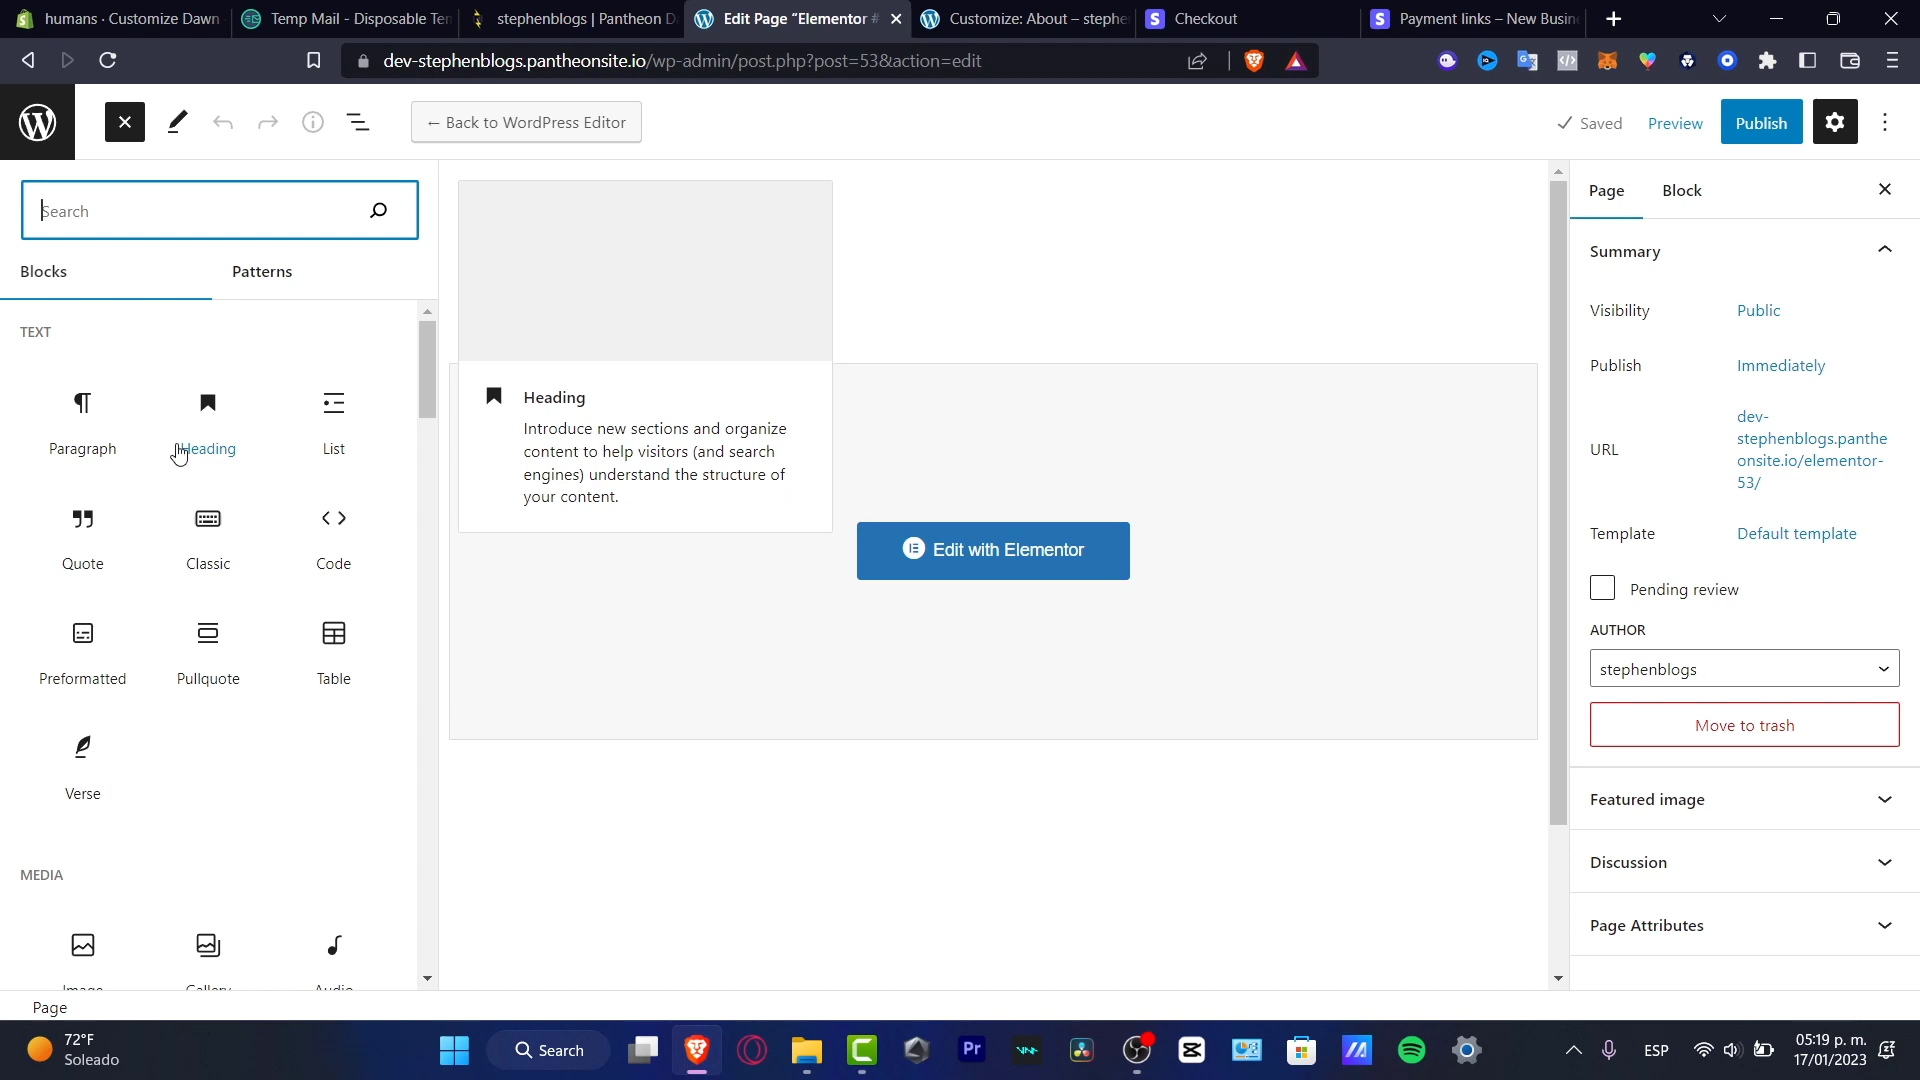 humans · Customize Dawn
Temp Mail - Disposable Ten
stephenblogs | Pantheon D
Edit Page “Elementor #
Customize: About – stephe
Checkout
Payment links – New Busin
dev-stephenblogs.pantheonsite.io/wp-admin/post.php?post=53&action=edit
← Back to WordPress Editor
Saved
Preview
Publish
Search
Blocks
Patterns
TEXT
Paragraph
Heading
List
Quote
Classic
Code
Preformatted
Pullquote
Table
Verse
MEDIA
Image
Gallery
Audio
Heading
Introduce new sections and organize
content to help visitors (and search
engines) understand the structure of
your content.
Edit with Elementor
Page
Block
Summary
Visibility
Public
Publish
Immediately
URL
dev-
stephenblogs.panthe
onsite.io/elementor-
53/
Template
Default template
Pending review
AUTHOR
stephenblogs
Move to trash
Featured image
Discussion
Page Attributes
Page
72°F
Soleado
Search
Pr
ESP
05:19 p. m.
17/01/2023